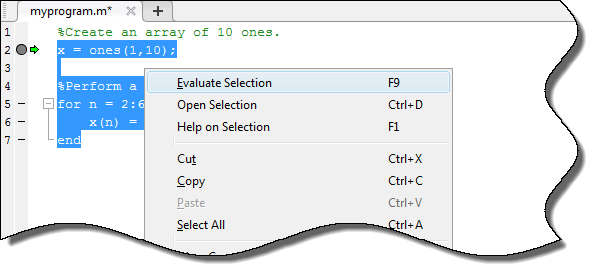 myprogram.m*
1 %Create an array of 10 ones.
2 x = ones(1,10);
3
4 %Perform a
5 for n = 2:6
6 x(n) =
7 end
Evaluate Selection F9
Open Selection Ctrl+D
Help on Selection F1
Cut Ctrl+X
Copy Ctrl+C
Paste Ctrl+V
Select All Ctrl+A